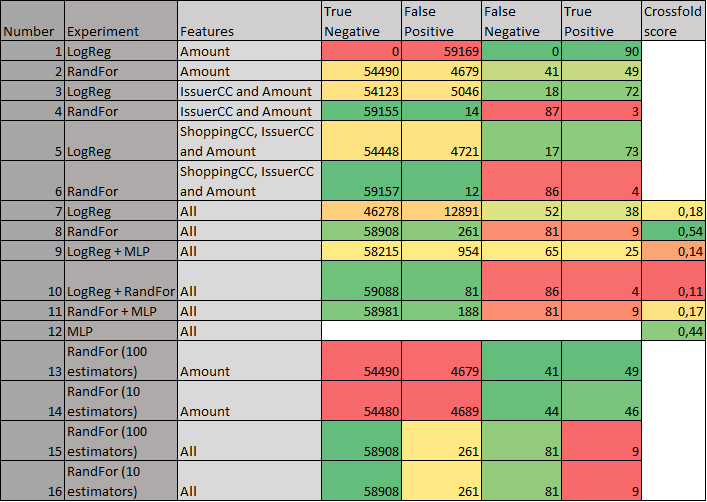 Number Experiment Features True Negative False Positive False Negative True Positive Crossfold score
1 LogReg Amount 0 59169 0 90
2 RandFor Amount 54490 4679 41 49
3 LogReg IssuerCC and Amount 54123 5046 18 72
4 RandFor IssuerCC and Amount 59155 14 87 3
5 LogReg ShoppingCC, IssuerCC and Amount 54448 4721 17 73
6 RandFor ShoppingCC, IssuerCC and Amount 59157 12 86 4
7 LogReg All 46278 12891 52 38 0,18
8 RandFor All 58908 261 81 9 0,54
9 LogReg + MLP All 58215 954 65 25 0,14
10 LogReg + RandFor All 59088 81 86 4 0,11
11 RandFor + MLP All 58981 188 81 9 0,17
12 MLP All 0,44
13 RandFor (100 estimators) Amount 54490 4679 41 49
14 RandFor (10 estimators) Amount 54480 4689 44 46
15 RandFor (100 estimators) All 58908 261 81 9
16 RandFor (10 estimators) All 58908 261 81 9